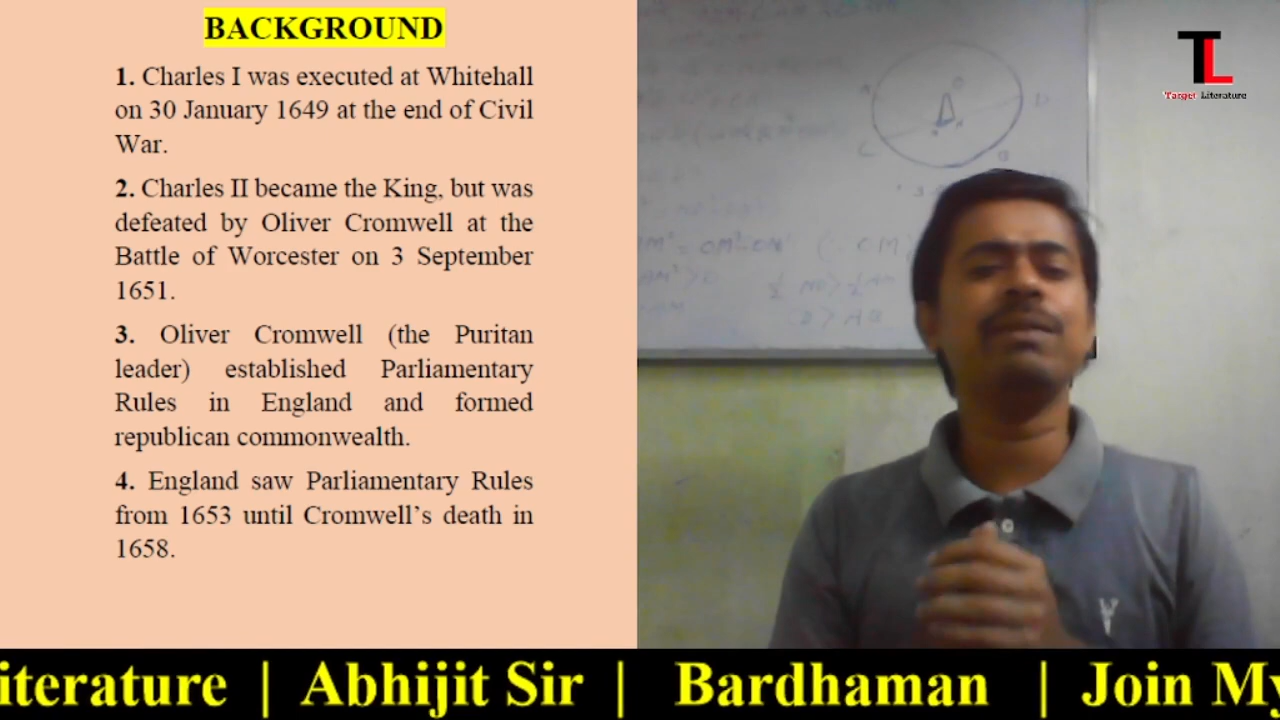 BACKGROUND
1. Charles I was executed at Whitehall
on 30 January 1649 at the end of Civil
War.
2. Charles II became the King, but was
defeated by Oliver Cromwell at the
Battle of Worcester on 3 September
1651.
3. Oliver Cromwell (the Puritan
leader) established Parliamentary
Rules in England and formed
republican commonwealth.
4. England saw Parliamentary Rules
from 1653 until Cromwell's death in
1658.
TL
Target Literature
iterature | Abhijit Sir | Bardhaman | Join My